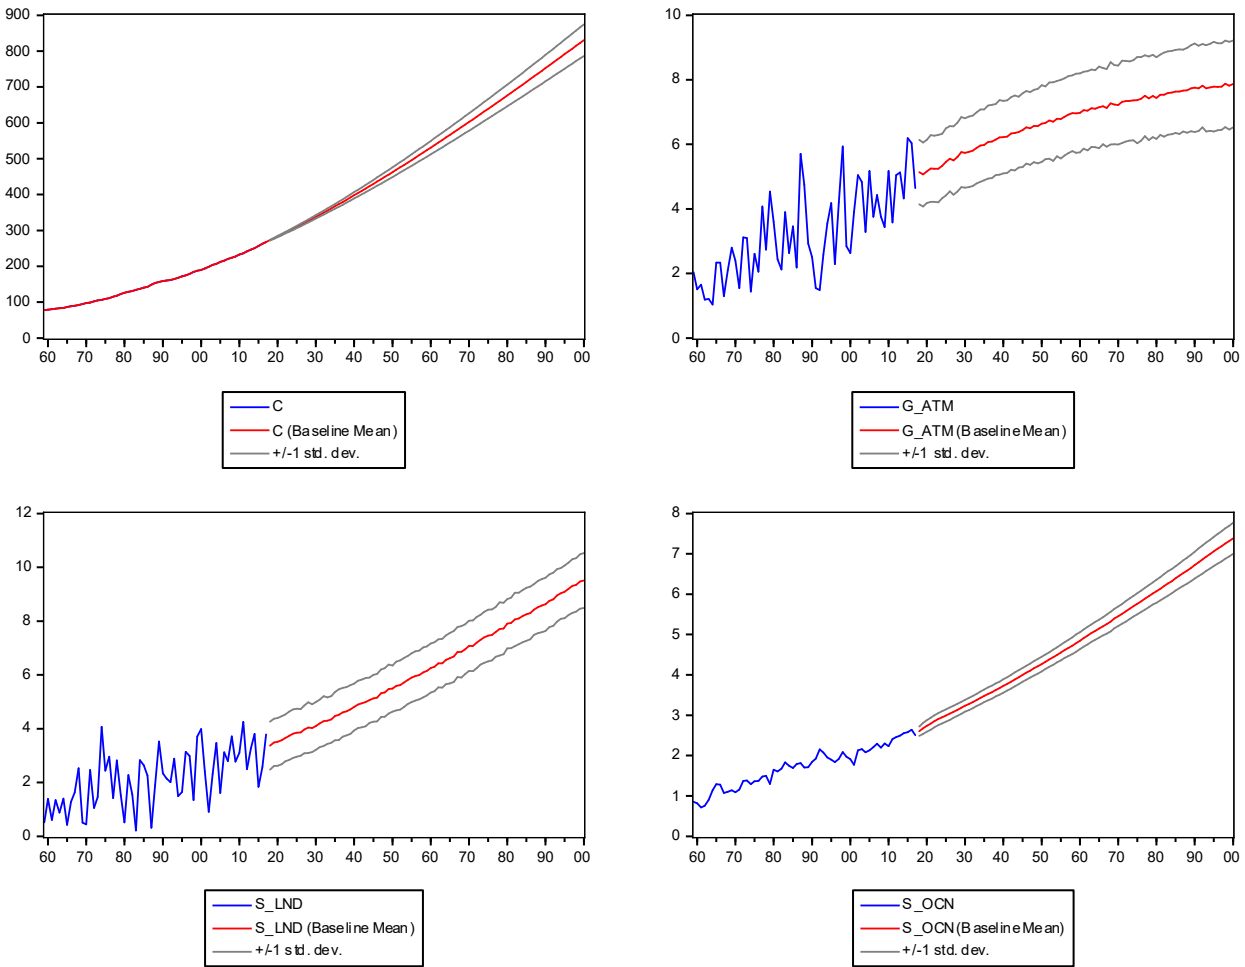 900
800
700
600
500
400
300
200
100
0
60 70 80 90 00 10 20 30 40 50 60 70 80 90 00
C
C (Baseline Mean)
+/-1 std. dev.
10
8
6
4
2
0
60 70 80 90 00 10 20 30 40 50 60 70 80 90 00
G_ATM
G_ATM (Baseline Mean)
+/-1 std. dev.
12
10
8
6
4
2
0
60 70 80 90 00 10 20 30 40 50 60 70 80 90 00
S_LND
S_LND (Baseline Mean)
+/-1 std. dev.
8
7
6
5
4
3
2
1
0
60 70 80 90 00 10 20 30 40 50 60 70 80 90 00
S_OCN
S_OCN (Baseline Mean)
+/-1 std. dev.